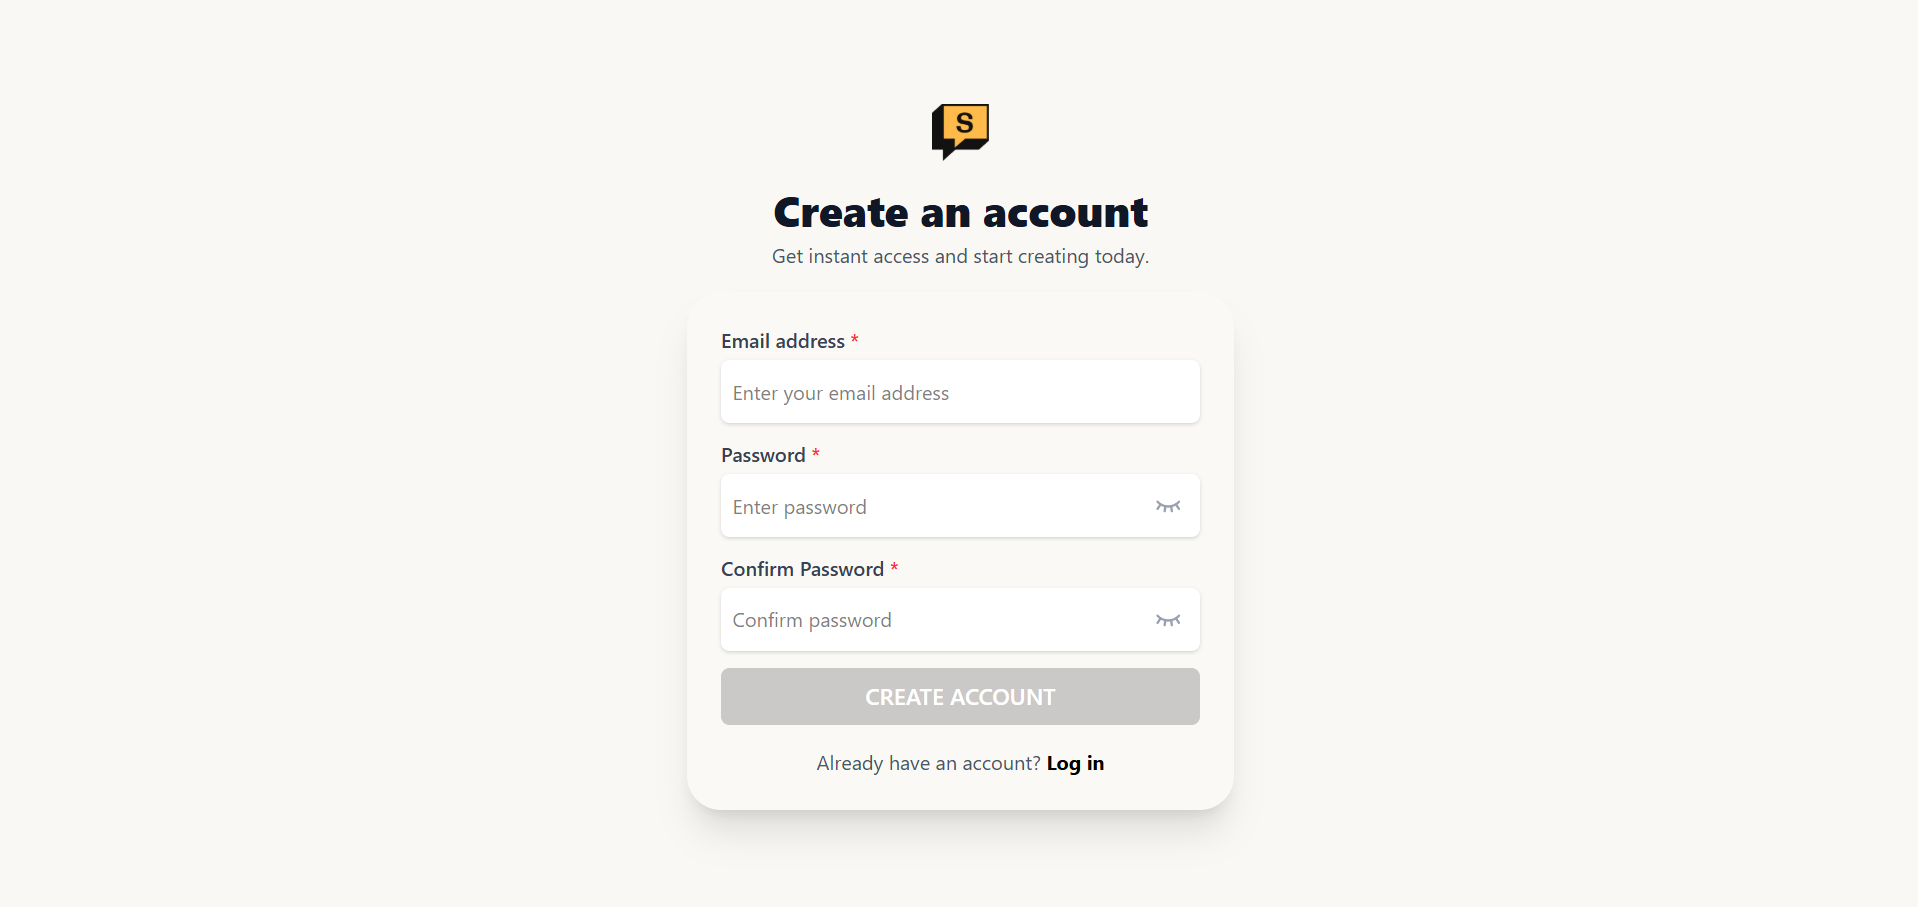 S
Create an account
Get instant access and start creating today.
Email address *
Enter your email address
Password *
Enter password
Confirm Password *
Confirm password
CREATE ACCOUNT
Already have an account? Log in